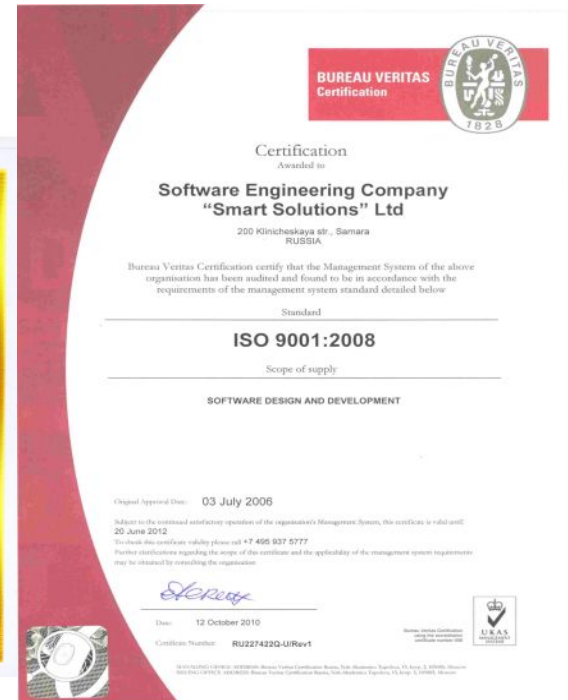 BUREAU VERITAS
Certification
BUREAU VERITAS
1828
Certification
Awarded to
Software Engineering Company
“Smart Solutions” Ltd
200 Klinicheskaya str., Samara
RUSSIA
Bureau Veritas Certification certify that the Management System of the above
organisation has been audited and found to be in accordance with the
requirements of the management system standard detailed below
Standard
ISO 9001:2008
Scope of supply
SOFTWARE DESIGN AND DEVELOPMENT
Original Approval Date: 03 July 2006
Subject to the continued satisfactory operation of the organisation's Management System, this certificate is valid until:
20 June 2012
To check this certificate validity please call +7 495 937 5777
Further clarifications regarding the scope of this certificate and the applicability of the management system requirements
may be obtained by consulting the organisation
Date: 12 October 2010
Certificate Number: RU227422Q-U/Rev1
Bureau Veritas Certification
UKAS
MANAGEMENT
SYSTEMS